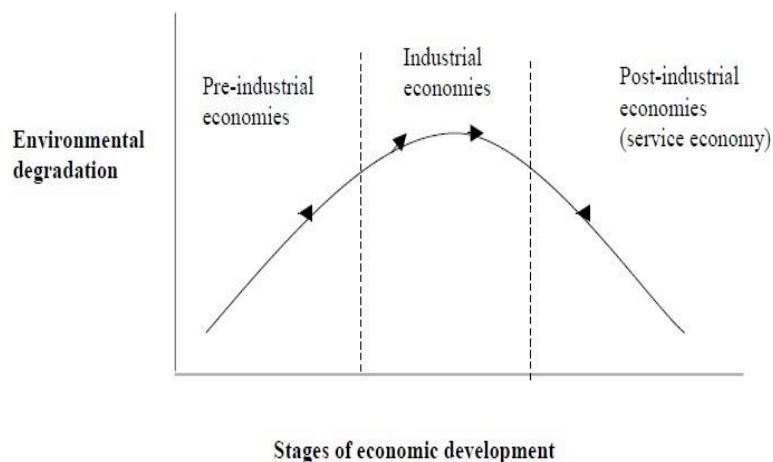 Pre-industrial
economies
Industrial
economies
Post-industrial
economies
(service economy)
Environmental
degradation
Stages of economic development